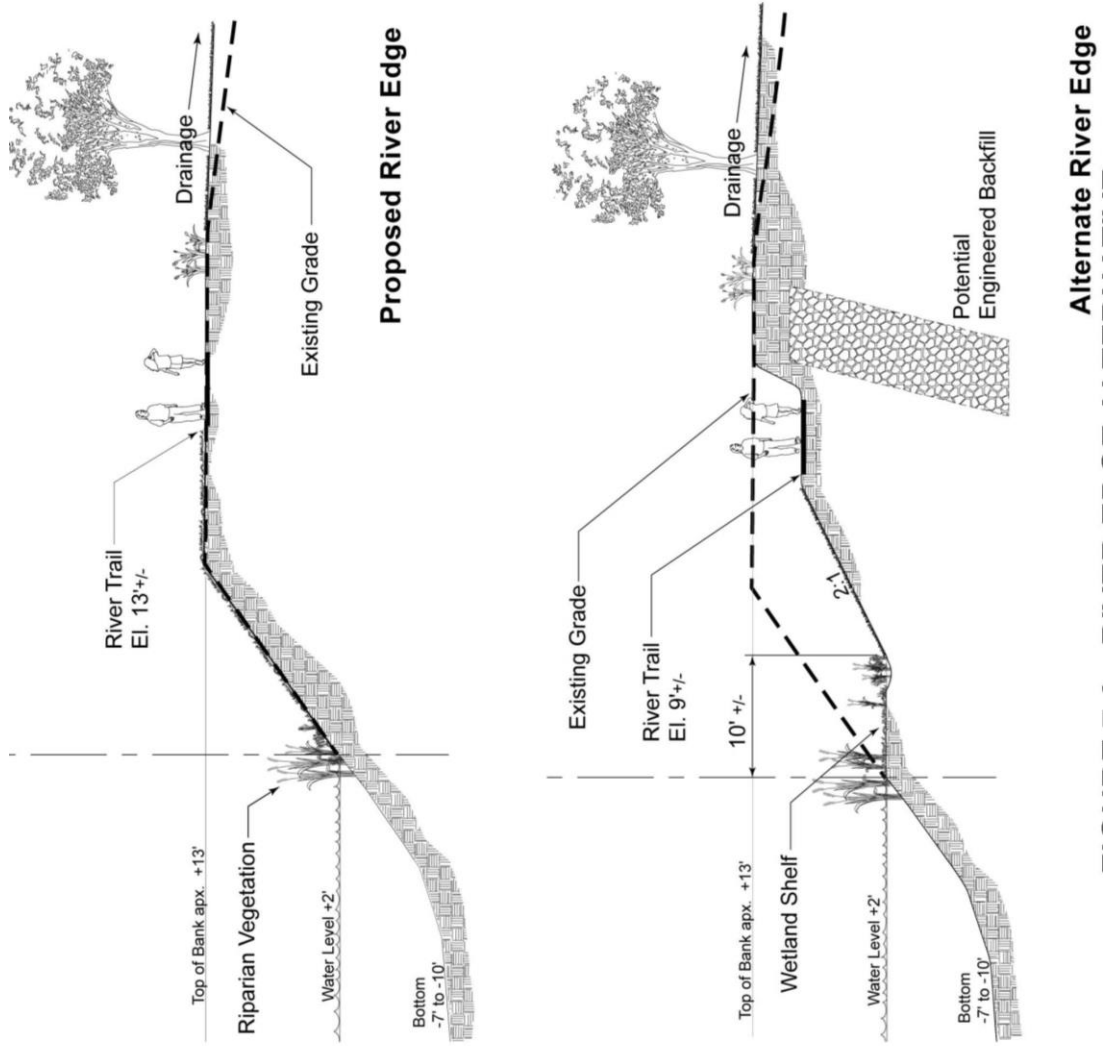 Drainage
River Trail
El. 13'+/-
Top of Bank apx. +13'
Riparian Vegetation
Water Level +2'
Bottom
-7' to -10'
Existing Grade
Proposed River Edge
Existing Grade
River Trail
El. 9'+/-
Drainage
10' +/-
Top of Bank apx. +13'
Wetland Shelf
Water Level +2'
2:1
Bottom
-7' to -10'
Potential
Engineered Backfill
Alternate River Edge